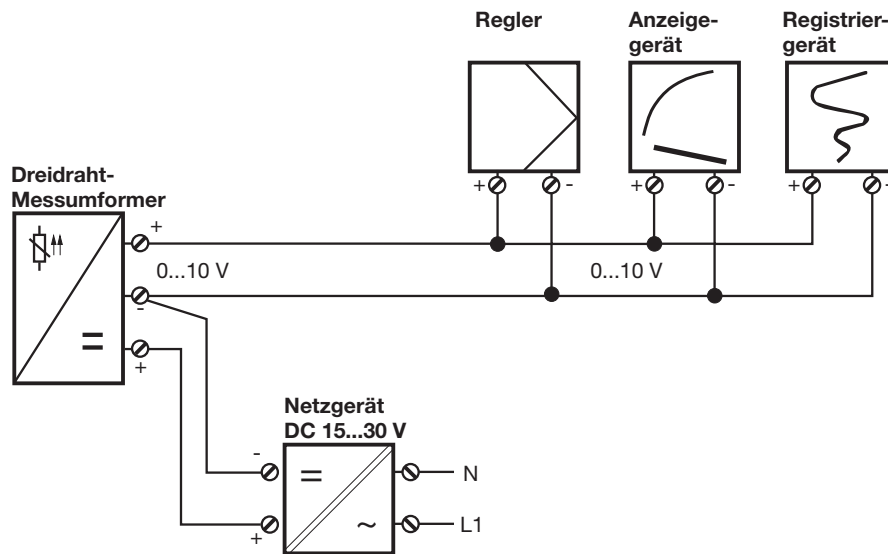 Regler
Anzeige-
gerät
Registrier-
gerät
+ -
+ -
+ -
Dreidraht-
Messumformer
+
0...10 V
0...10 V
-
=
+
Netzgerät
DC 15...30 V
-
=
N
+
~
L1